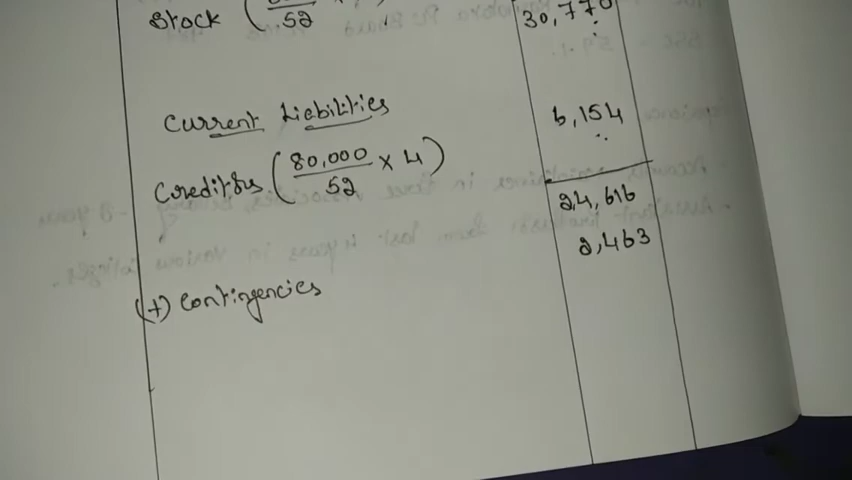 Stock ( 52
30,770
Current Liabilities
Creditors (80,000/52 × 4) 6,154
24,616
(+) Contingencies 2,463